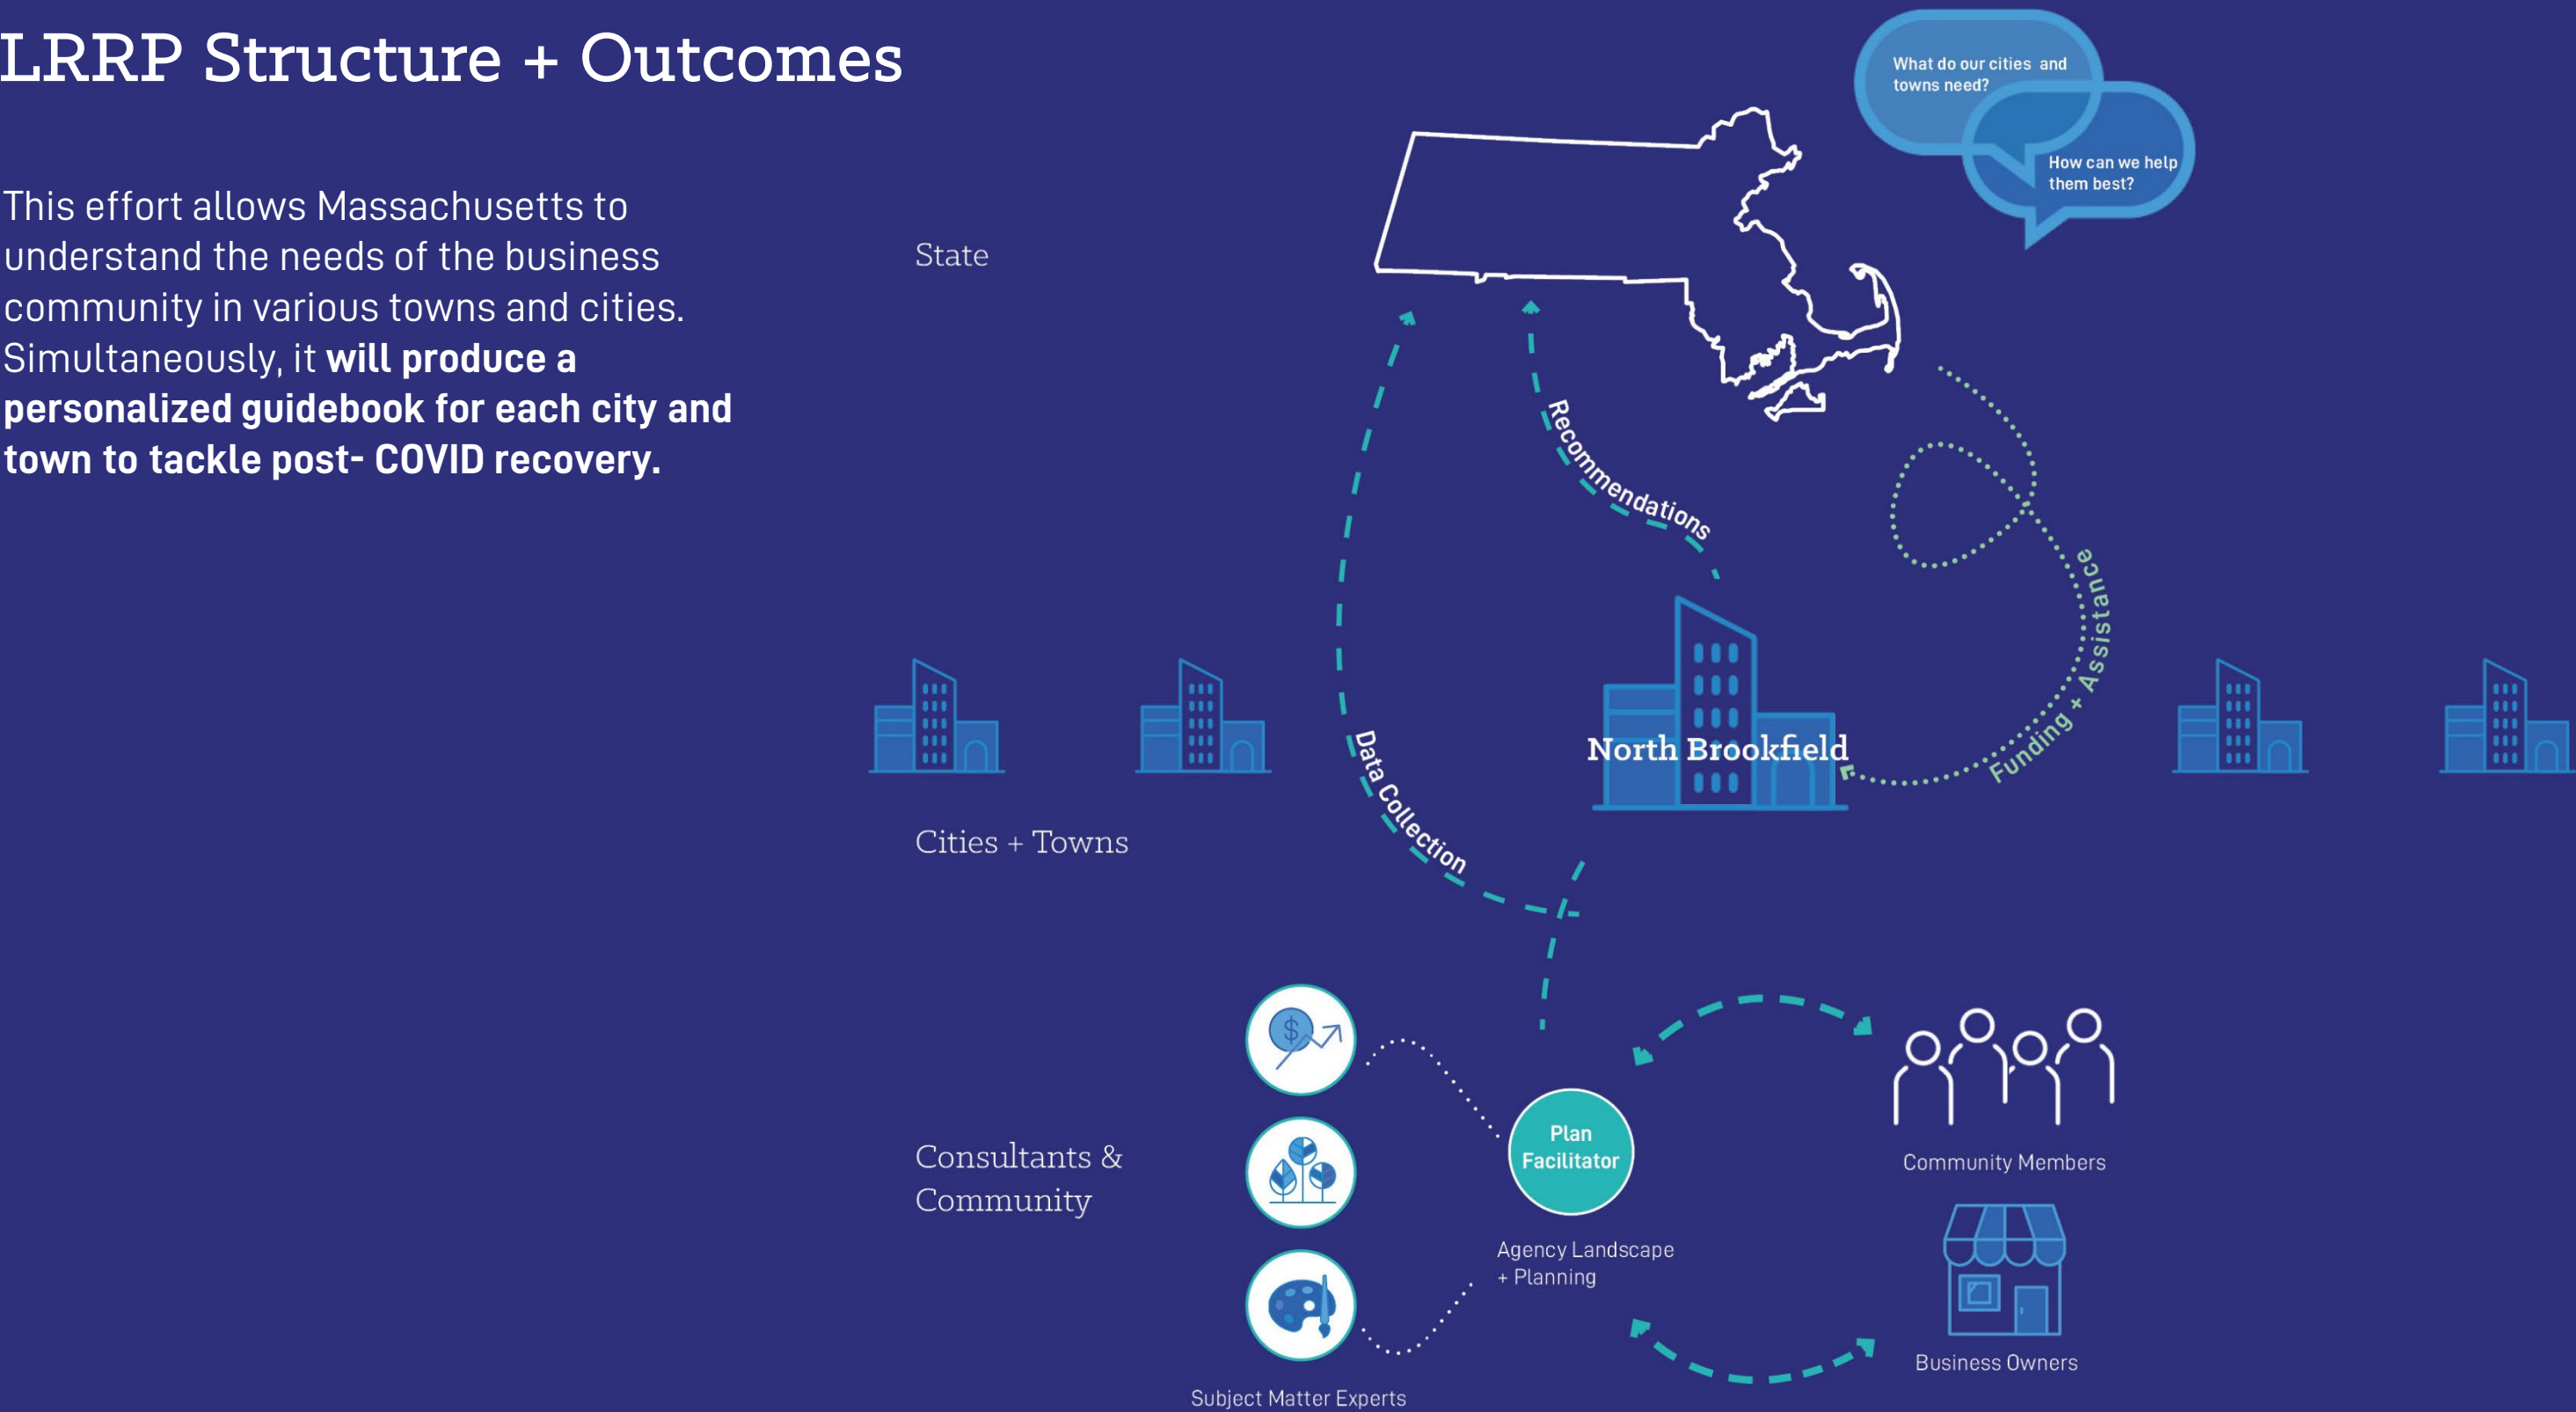 LRRP Structure + Outcomes
This effort allows Massachusetts to
understand the needs of the business
community in various towns and cities.
Simultaneously, it will produce a
personalized guidebook for each city and
town to tackle post- COVID recovery.
What do our cities and
towns need?
How can we help
them best?
State
Recommendations
Funding + Assistance
North Brookfield
Data Collection
Cities + Towns
Consultants &
Community
$
Plan
Facilitator
Agency Landscape
+ Planning
Community Members
Business Owners
Subject Matter Experts